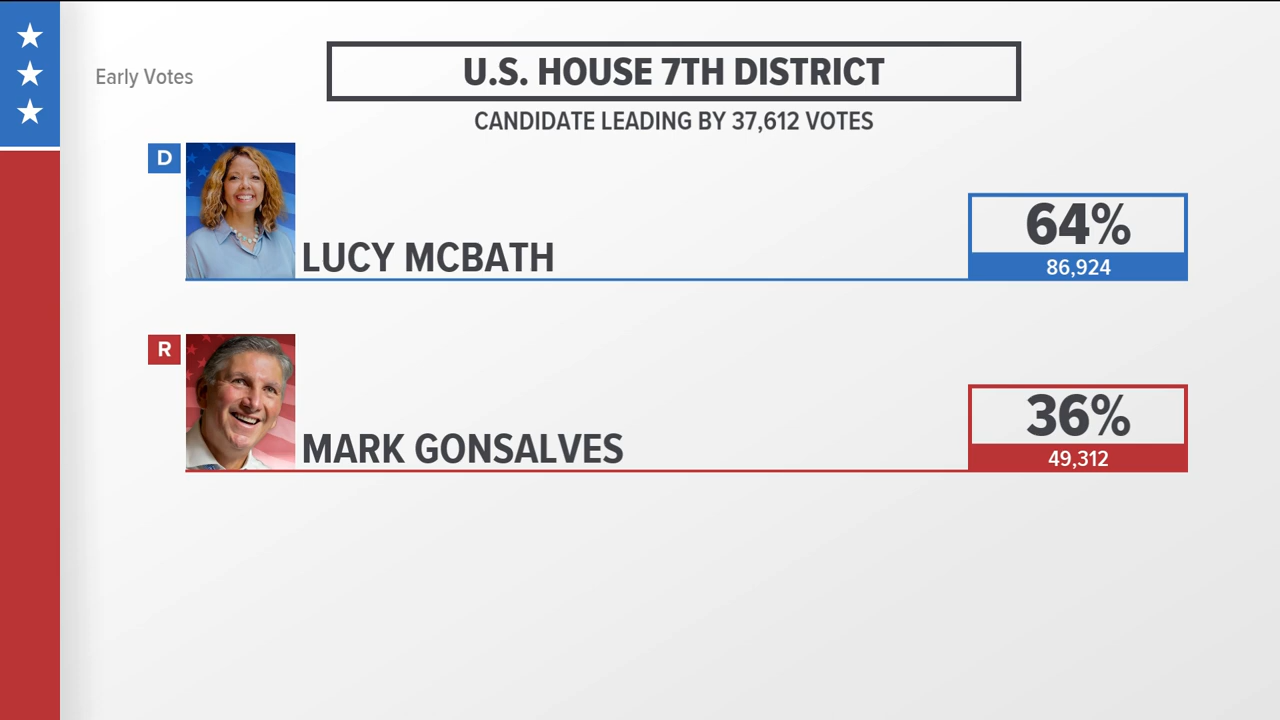 Early Votes
U.S. HOUSE 7TH DISTRICT
CANDIDATE LEADING BY 37,612 VOTES
D
LUCY MCBATH
64%
86,924
R
MARK GONSALVES
36%
49,312